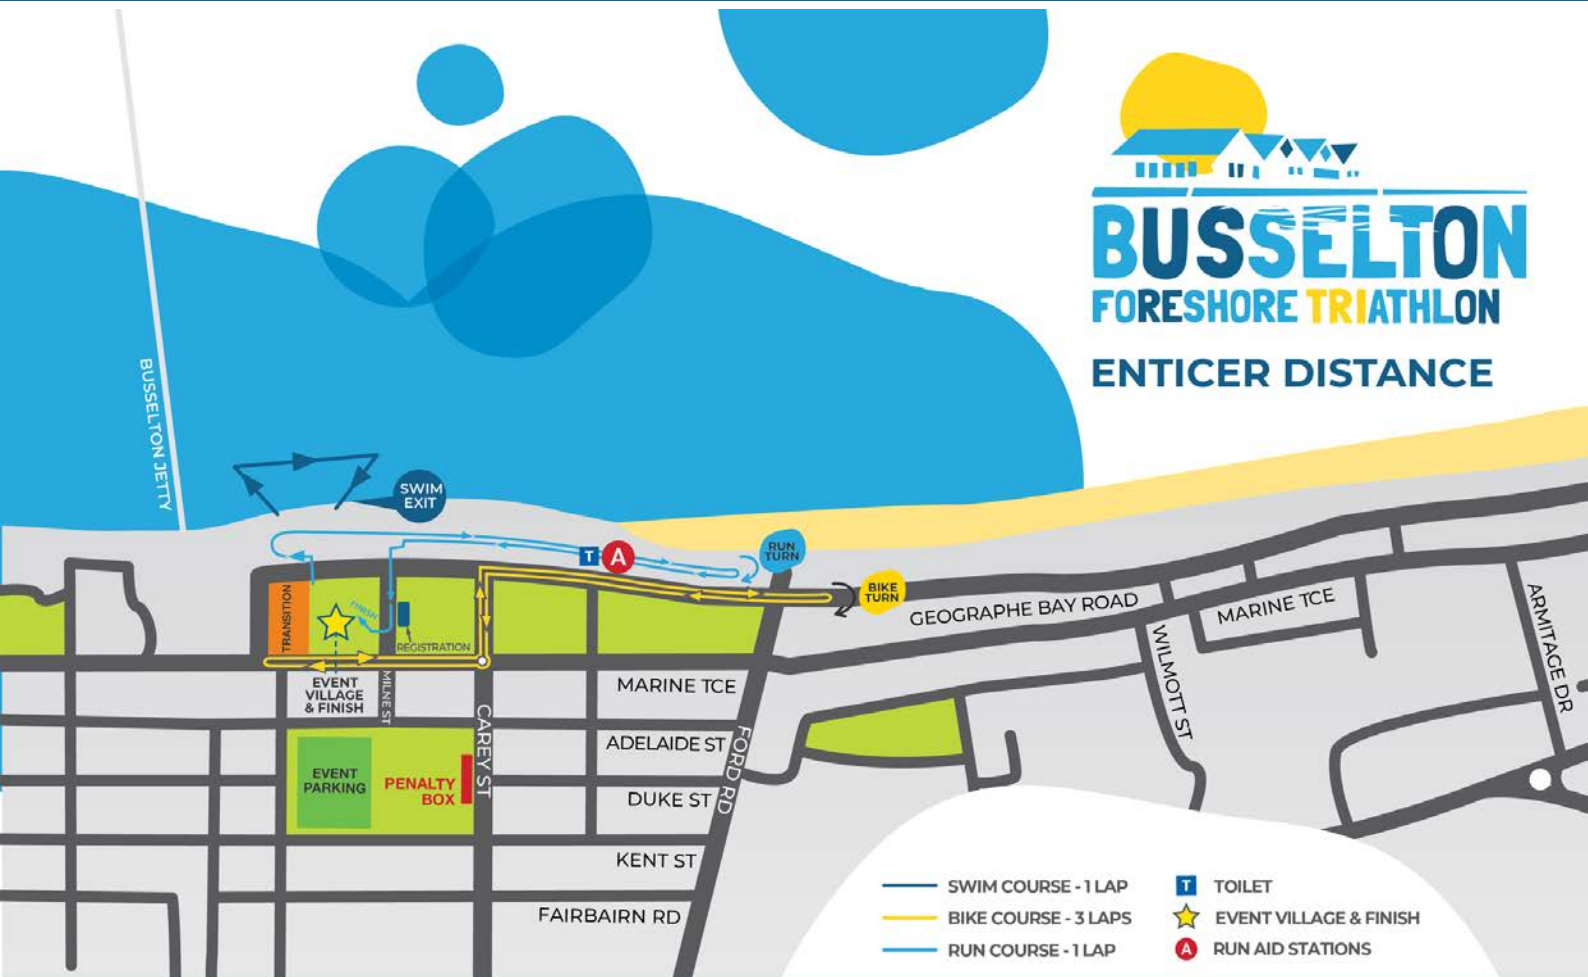 BUSSELTON
FORESHORE TRIATHLON
ENTICER DISTANCE
BUSSELTON JETTY
SWIM
EXIT
T
A
RUN
TURN
BIKE
TURN
TRANSITION
FINISH
REGISTRATION
EVENT
VILLAGE
& FINISH
MILNE ST
CAREY ST
GEOGRAPHE BAY ROAD
MARINE TCE
WILMOTT ST
ARMITAGE DR
MARINE TCE
ADELAIDE ST
FORD RD
DUKE ST
KENT ST
FAIRBAIRN RD
EVENT
PARKING
PENALTY
BOX
SWIM COURSE - 1 LAP
BIKE COURSE - 3 LAPS
RUN COURSE - 1 LAP
T TOILET
EVENT VILLAGE & FINISH
A RUN AID STATIONS